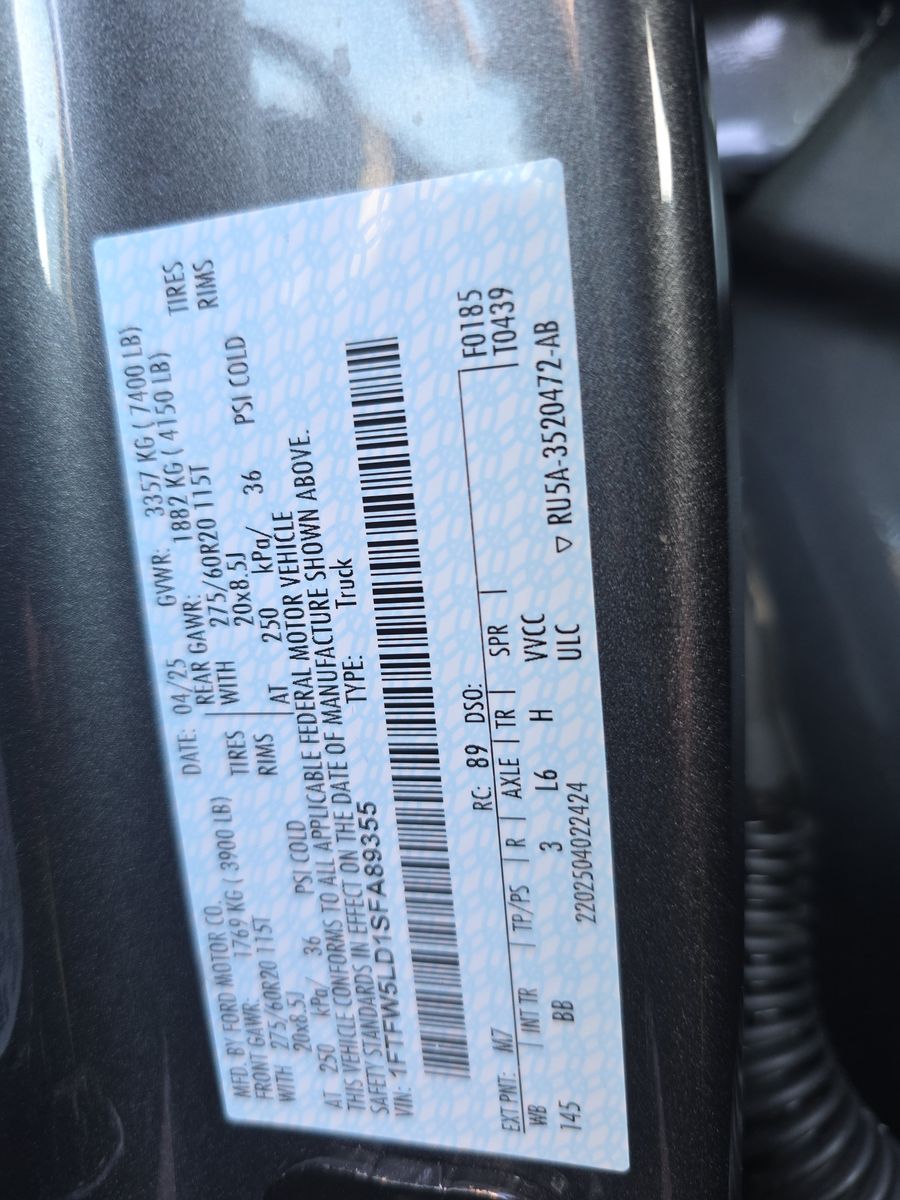 MFD. BY FORD MOTOR CO. DATE: 04/25 GVWR: 3357 KG ( 7400 LB)
FRONT GAWR: 1769 KG ( 3900 LB) REAR GAWR: 1882 KG ( 4150 LB)
WITH 275/60R20 115T TIRES WITH 275/60R20 115T TIRES
20x8.5J RIMS 20x8.5J RIMS
AT 250 kPa/ 36 PSI COLD AT 250 kPa/ 36 PSI COLD
THIS VEHICLE CONFORMS TO ALL APPLICABLE FEDERAL MOTOR VEHICLE
SAFETY STANDARDS IN EFFECT ON THE DATE OF MANUFACTURE SHOWN ABOVE.
VIN: 1FTFW5LD1SFA89355 TYPE: Truck
EXT PNT: M7 RC: 89 DSO: F0185
WB INT TR TP/PS R AXLE TR SPR T0439
145 BB 3 L6 H VVCC
2202504022424 ULC ▽ RU5A-3520472-AB